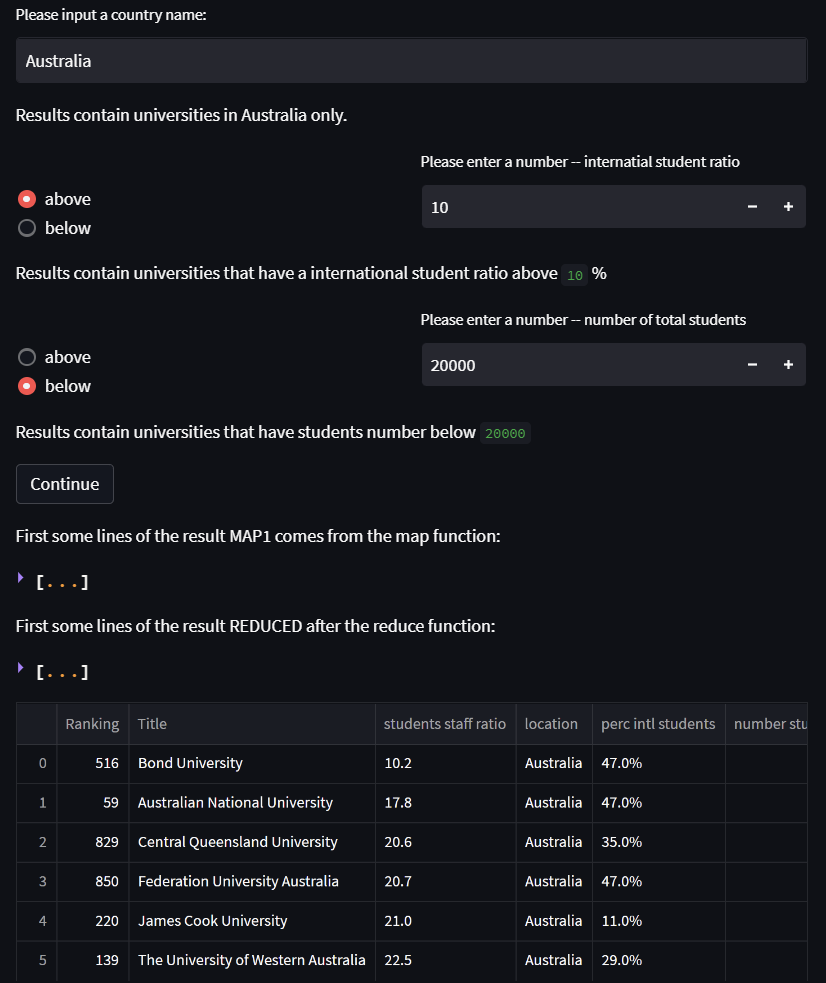 Please input a country name:
Australia
Results contain universities in Australia only.
Please enter a number -- internatial student ratio
above
10 − +
below
Results contain universities that have a international student ratio above 10 %
Please enter a number -- number of total students
above
20000 − +
below
Results contain universities that have students number below 20000
Continue
First some lines of the result MAP1 comes from the map function:
[...]
First some lines of the result REDUCED after the reduce function:
[...]
Ranking Title students staff ratio location perc intl students number stu
0 516 Bond University 10.2 Australia 47.0%
1 59 Australian National University 17.8 Australia 47.0%
2 829 Central Queensland University 20.6 Australia 35.0%
3 850 Federation University Australia 20.7 Australia 47.0%
4 220 James Cook University 21.0 Australia 11.0%
5 139 The University of Western Australia 22.5 Australia 29.0%